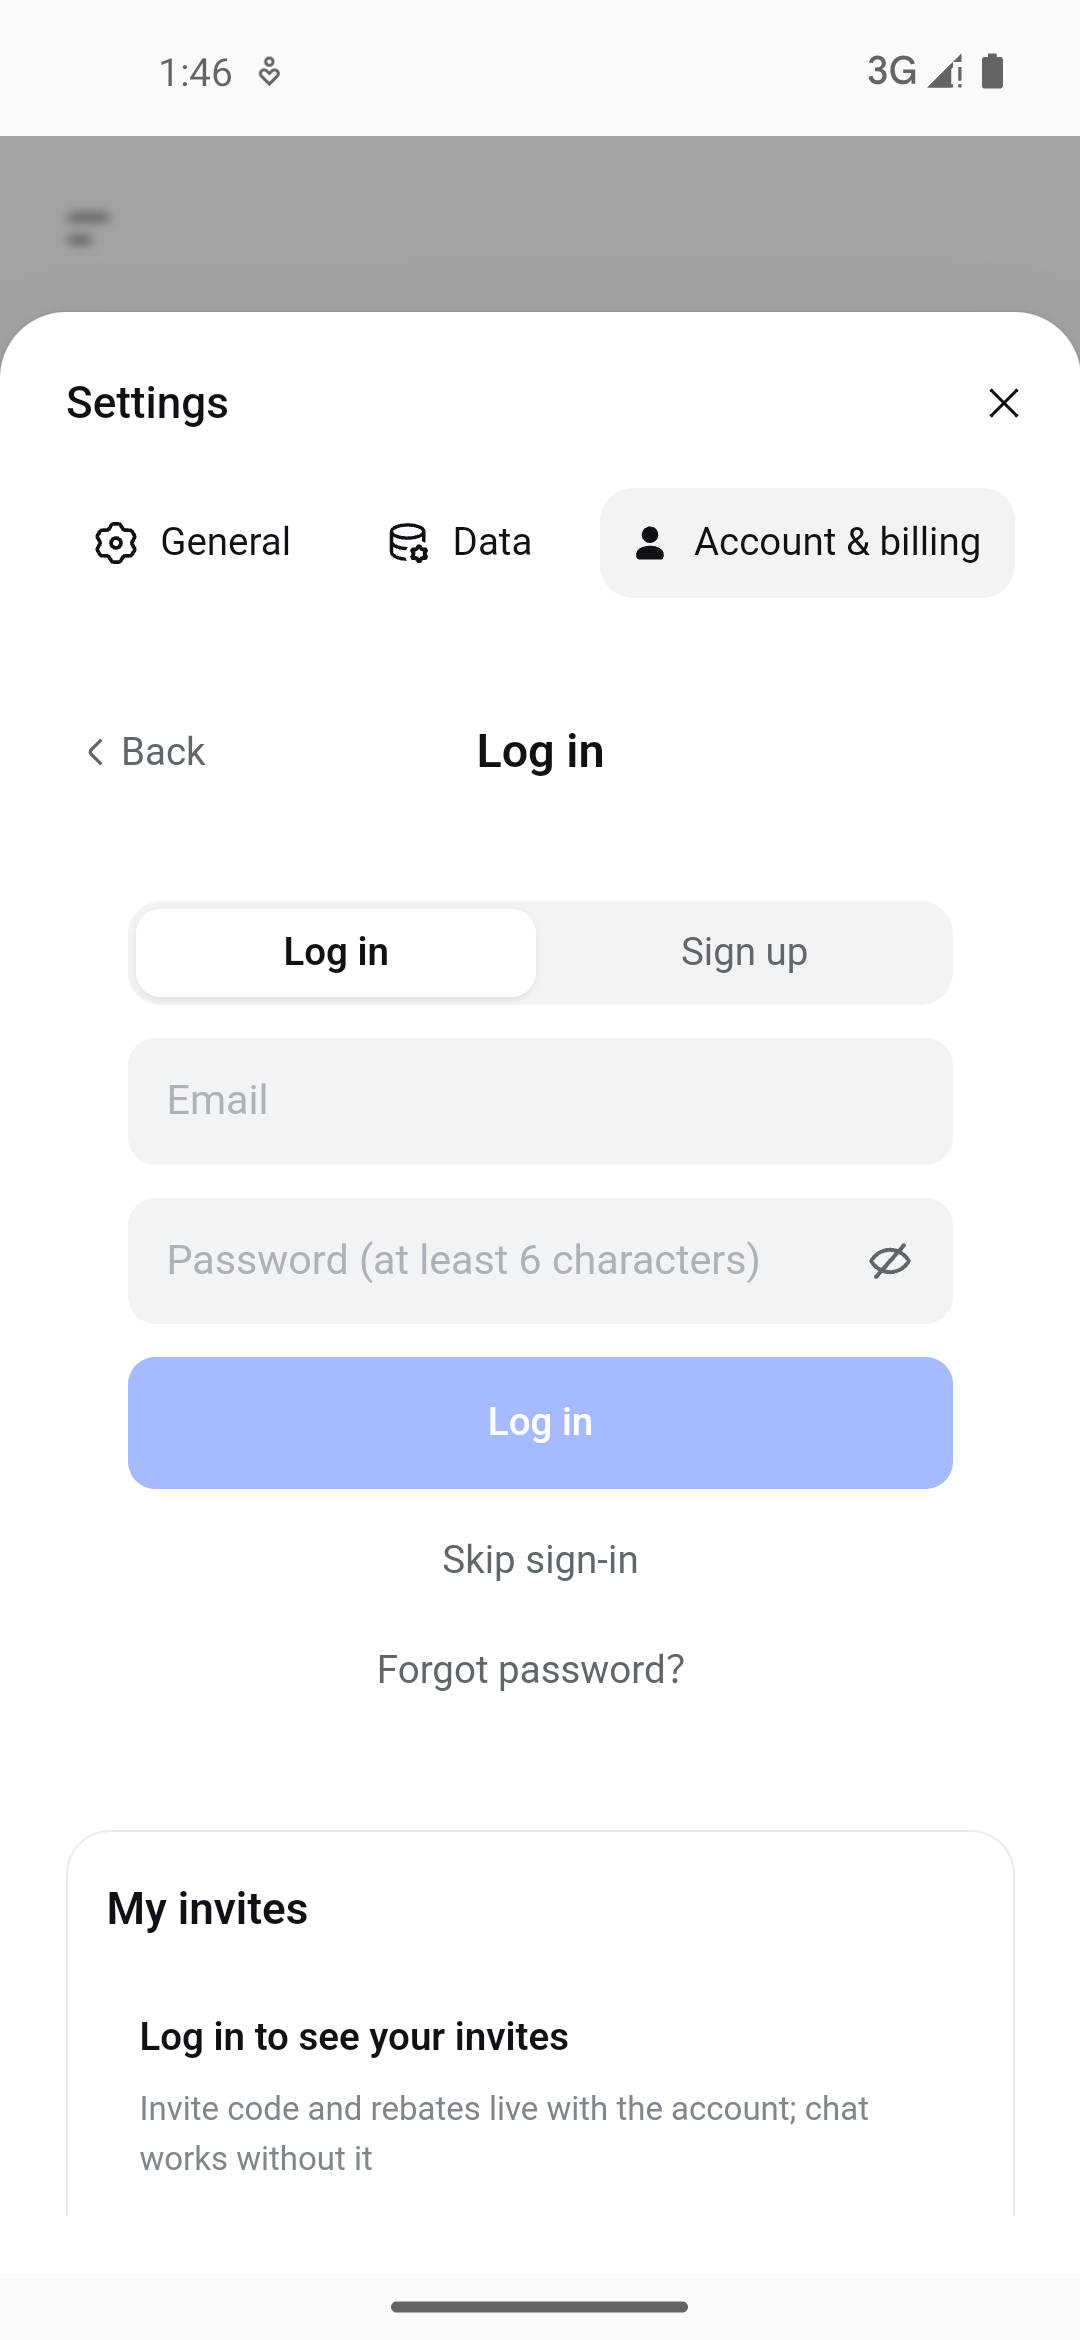 1:46
3G
Settings
General
Data
Account & billing
Back
Log in
Log in
Sign up
Email
Password (at least 6 characters)
Log in
Skip sign-in
Forgot password?
My invites
Log in to see your invites
Invite code and rebates live with the account; chat
works without it